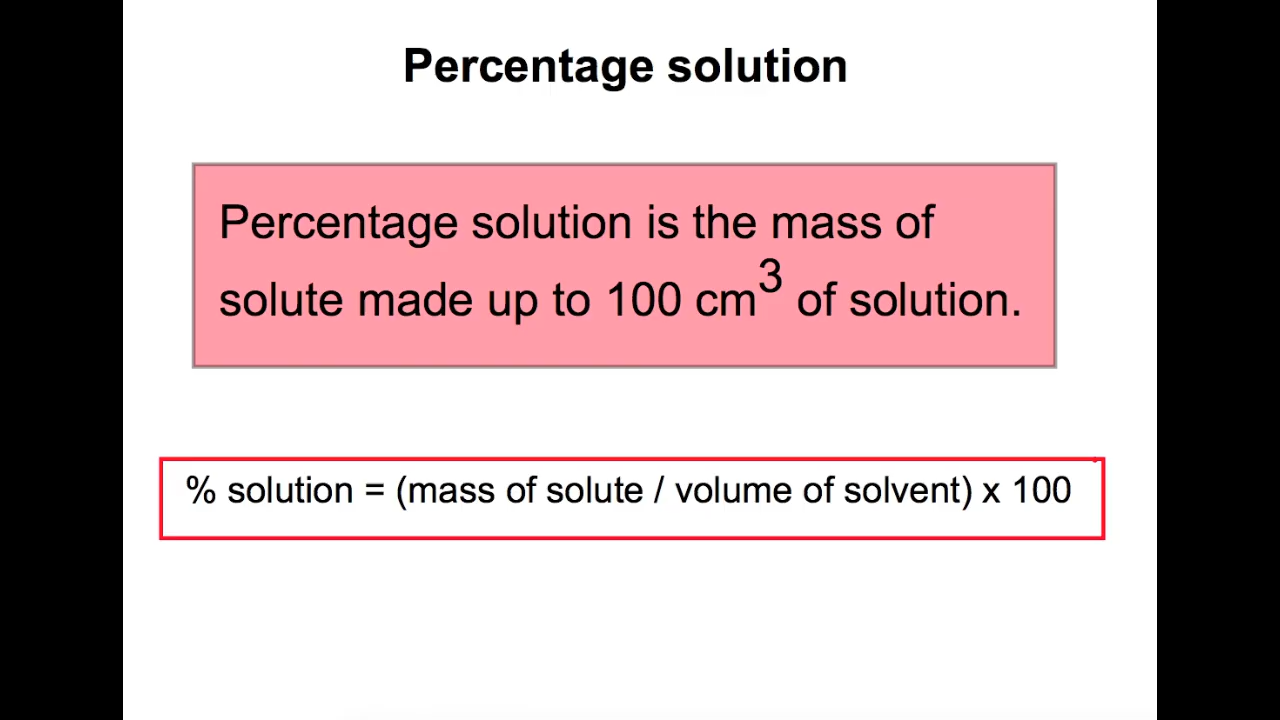 Percentage solution
Percentage solution is the mass of
solute made up to 100 cm³ of solution.
% solution = (mass of solute / volume of solvent) x 100